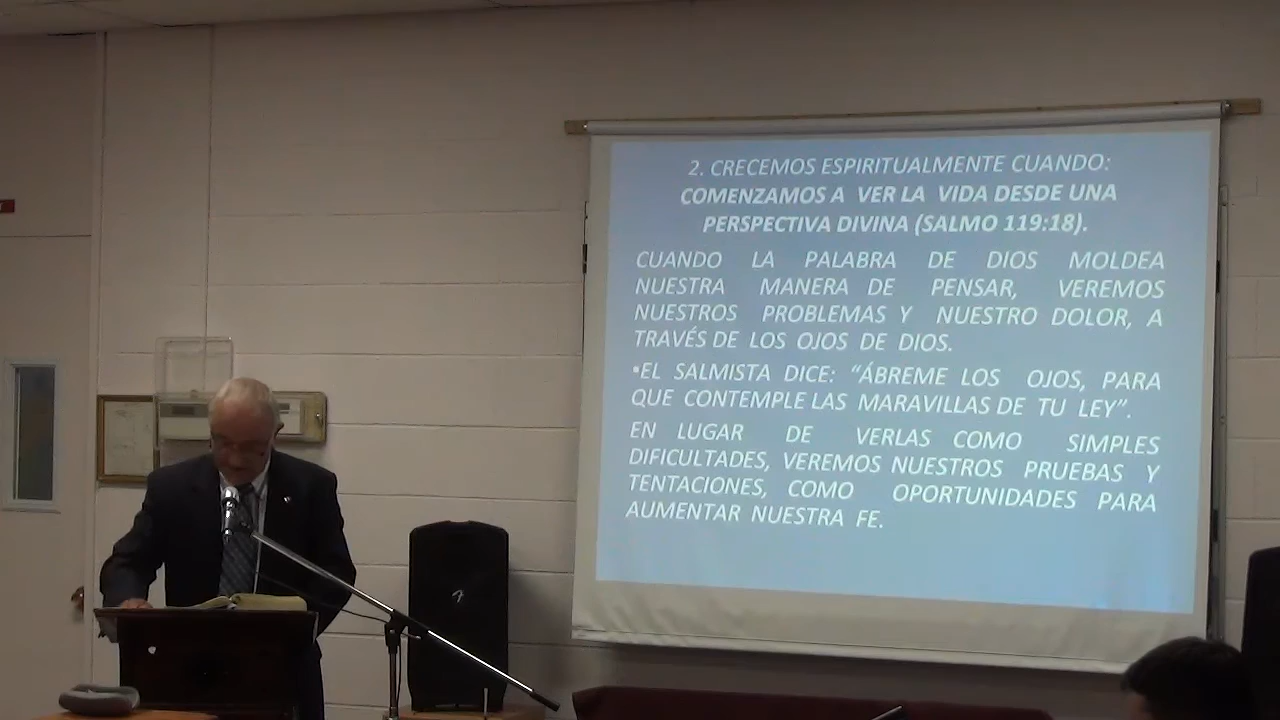 2. CRECEMOS ESPIRITUALMENTE CUANDO:
COMENZAMOS A VER LA VIDA DESDE UNA
PERSPECTIVA DIVINA (SALMO 119:18).
CUANDO LA PALABRA DE DIOS MOLDEA
NUESTRA MANERA DE PENSAR, VEREMOS
NUESTROS PROBLEMAS Y NUESTRO DOLOR, A
TRAVÉS DE LOS OJOS DE DIOS.
•EL SALMISTA DICE: “ÁBREME LOS OJOS, PARA
QUE CONTEMPLE LAS MARAVILLAS DE TU LEY”.
EN LUGAR DE VERLAS COMO SIMPLES
DIFICULTADES, VEREMOS NUESTROS PRUEBAS Y
TENTACIONES, COMO OPORTUNIDADES PARA
AUMENTAR NUESTRA FE.